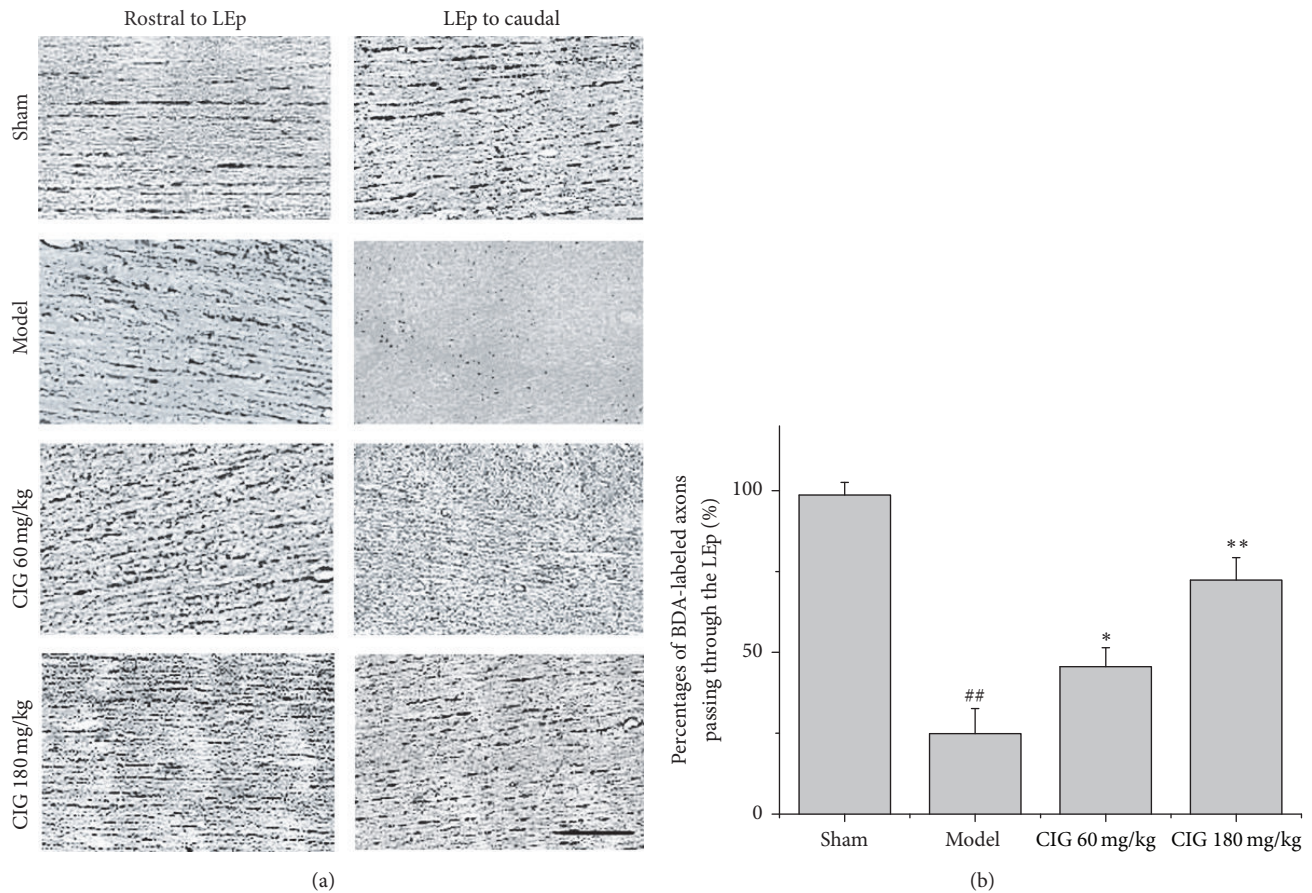 Rostral to LEp
LEp to caudal
Sham
Model
CIG 60 mg/kg
CIG 180 mg/kg
(a)
Percentages of BDA-labeled axons
passing through the LEp (%)
100
50
0
##
*
**
Sham
Model
CIG 60 mg/kg
CIG 180 mg/kg
(b)